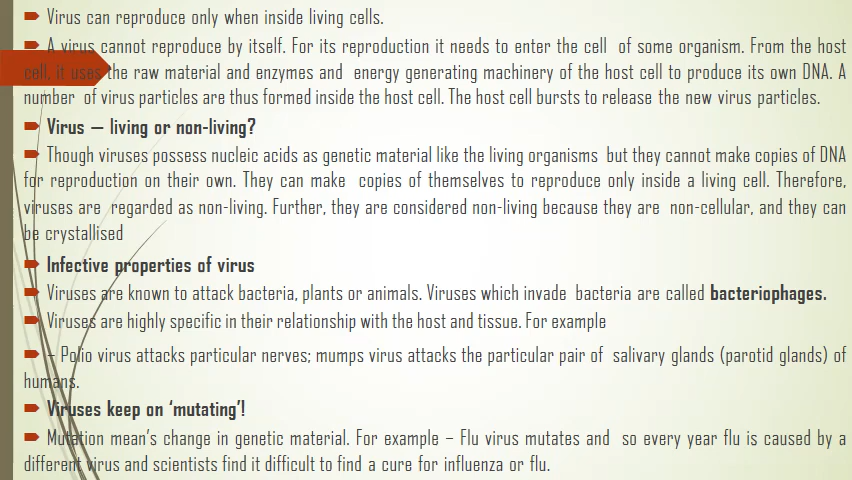 Virus can reproduce only when inside living cells.
A virus cannot reproduce by itself. For its reproduction it needs to enter the cell of some organism. From the host
cell, it uses the raw material and enzymes and energy generating machinery of the host cell to produce its own DNA. A
number of virus particles are thus formed inside the host cell. The host cell bursts to release the new virus particles.
Virus — living or non-living?
Though viruses possess nucleic acids as genetic material like the living organisms but they cannot make copies of DNA
for reproduction on their own. They can make copies of themselves to reproduce only inside a living cell. Therefore,
viruses are regarded as non-living. Further, they are considered non-living because they are non-cellular, and they can
be crystallised
Infective properties of virus
Viruses are known to attack bacteria, plants or animals. Viruses which invade bacteria are called bacteriophages.
Viruses are highly specific in their relationship with the host and tissue. For example
– Polio virus attacks particular nerves; mumps virus attacks the particular pair of salivary glands (parotid glands) of
humans.
Viruses keep on ‘mutating’!
Mutation mean’s change in genetic material. For example – Flu virus mutates and so every year flu is caused by a
different virus and scientists find it difficult to find a cure for influenza or flu.